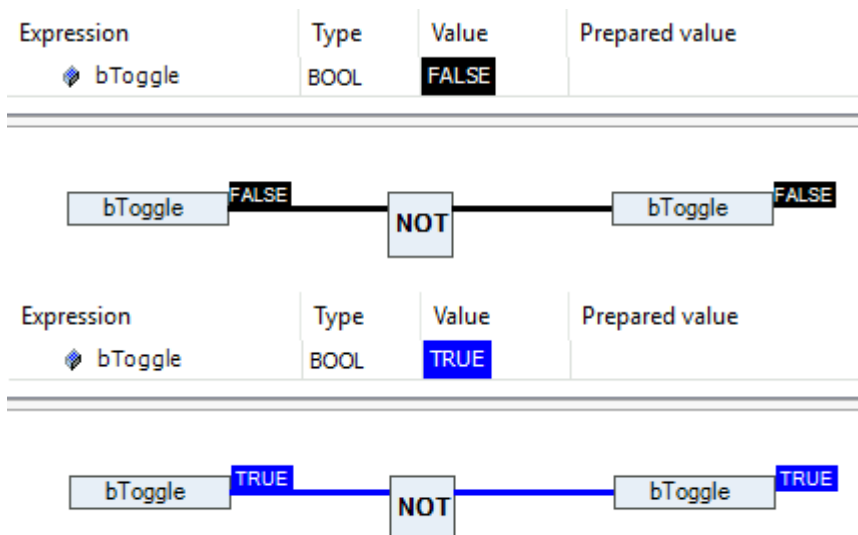 Expression Type Value Prepared value
bToggle BOOL FALSE
bToggle FALSE NOT bToggle FALSE
Expression Type Value Prepared value
bToggle BOOL TRUE
bToggle TRUE NOT bToggle TRUE